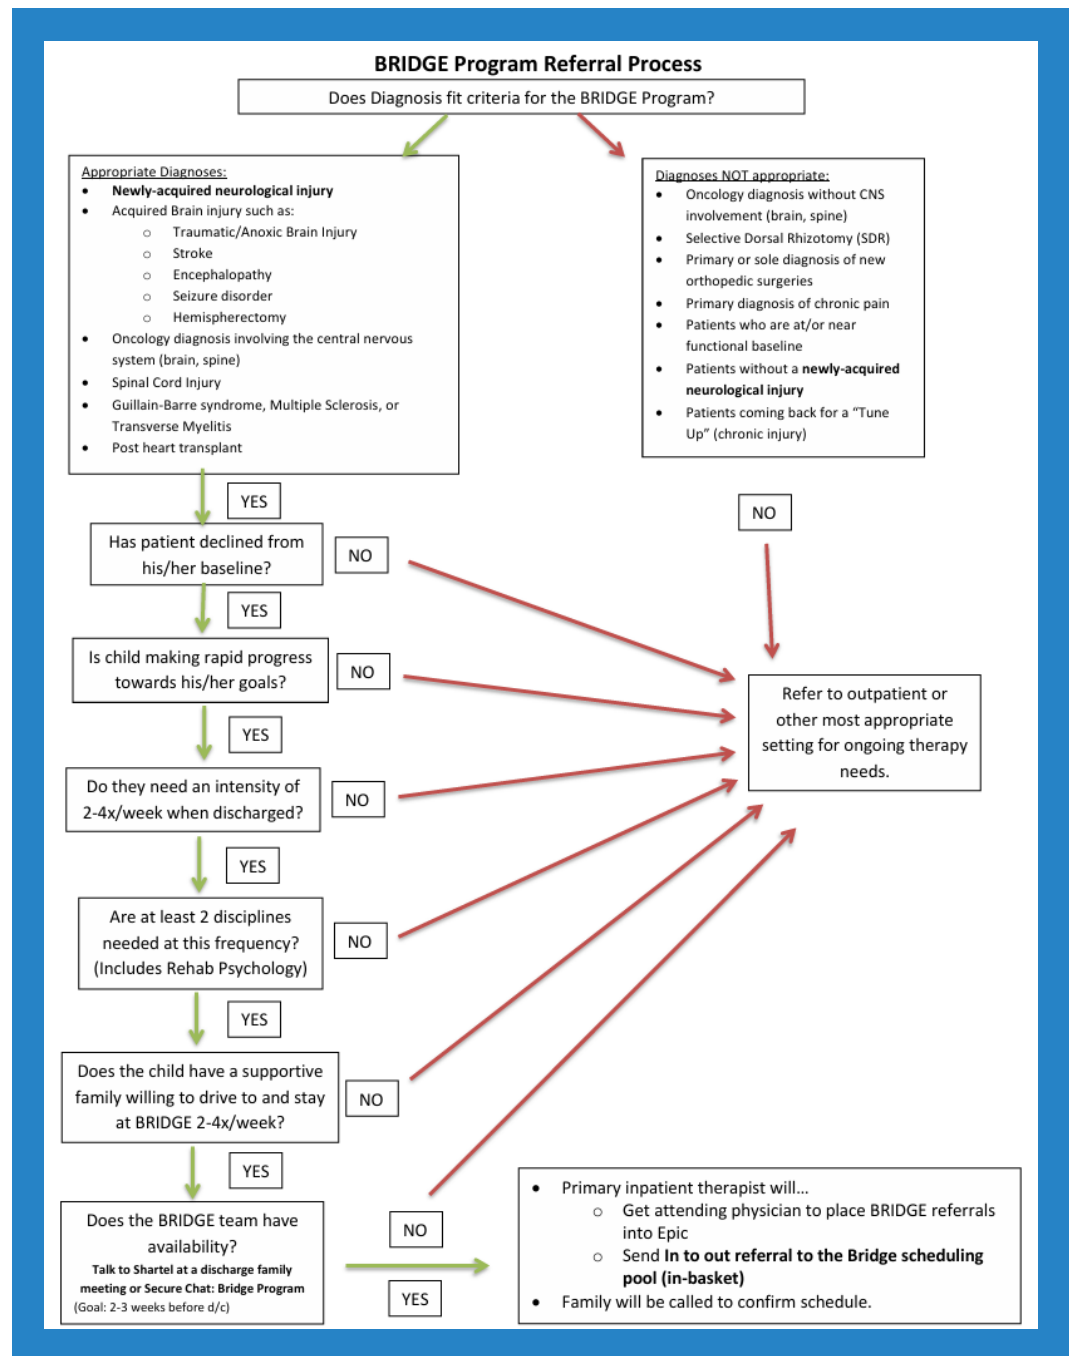 BRIDGE Program Referral Process
Does Diagnosis fit criteria for the BRIDGE Program?
Appropriate Diagnoses:
• Newly-acquired neurological injury
• Acquired Brain injury such as:
o Traumatic/Anoxic Brain Injury
o Stroke
o Encephalopathy
o Seizure disorder
o Hemispherectomy
• Oncology diagnosis involving the central nervous
system (brain, spine)
• Spinal Cord Injury
• Guillain-Barre syndrome, Multiple Sclerosis, or
Transverse Myelitis
• Post heart transplant
Diagnoses NOT appropriate:
• Oncology diagnosis without CNS
involvement (brain, spine)
• Selective Dorsal Rhizotomy (SDR)
• Primary or sole diagnosis of new
orthopedic surgeries
• Primary diagnosis of chronic pain
• Patients who are at/or near
functional baseline
• Patients without a newly-acquired
neurological injury
• Patients coming back for a “Tune
Up” (chronic injury)
YES
NO
Has patient declined from
his/her baseline?
NO
YES
Is child making rapid progress
towards his/her goals?
NO
Refer to outpatient or
other most appropriate
setting for ongoing therapy
needs.
YES
Do they need an intensity of
2-4x/week when discharged?
NO
YES
Are at least 2 disciplines
needed at this frequency?
(Includes Rehab Psychology)
NO
YES
Does the child have a supportive
family willing to drive to and stay
at BRIDGE 2-4x/week?
NO
YES
Does the BRIDGE team have
availability?
Talk to Shartel at a discharge family
meeting or Secure Chat: Bridge Program
(Goal: 2-3 weeks before d/c)
NO
YES
• Primary inpatient therapist will...
o Get attending physician to place BRIDGE referrals
into Epic
o Send In to out referral to the Bridge scheduling
pool (in-basket)
• Family will be called to confirm schedule.